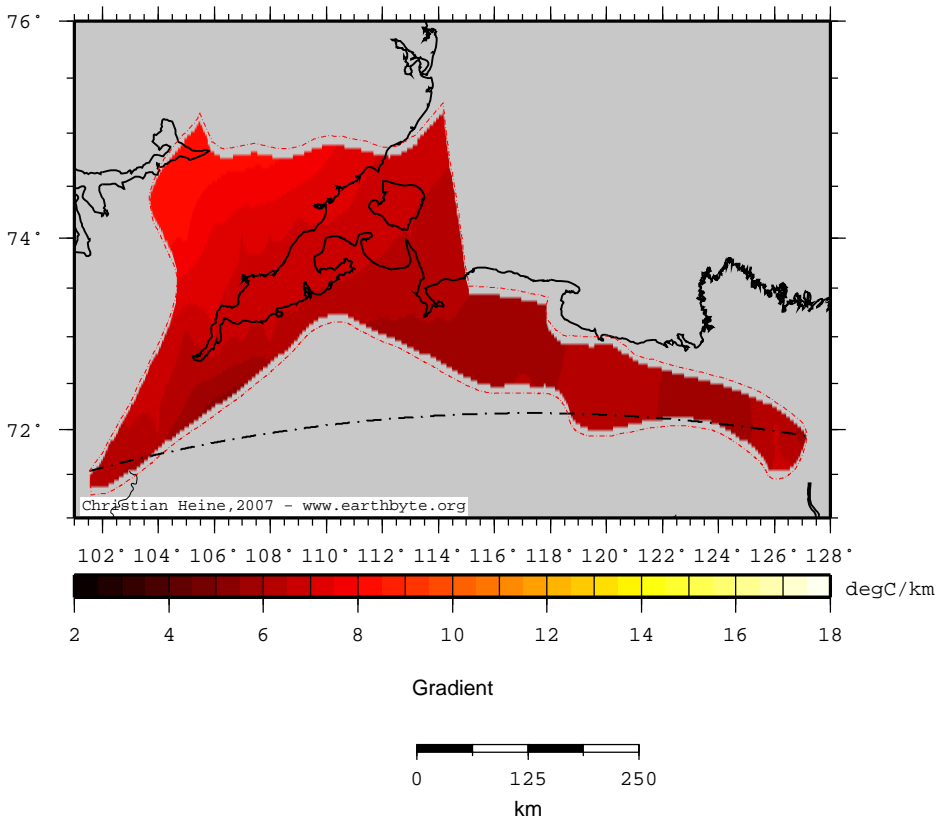 76°
74°
72°
Christian Heine,2007 - www.earthbyte.org
102° 104° 106° 108° 110° 112° 114° 116° 118° 120° 122° 124° 126° 128°
degC/km
2 4 6 8 10 12 14 16 18
Gradient
0 125 250
km